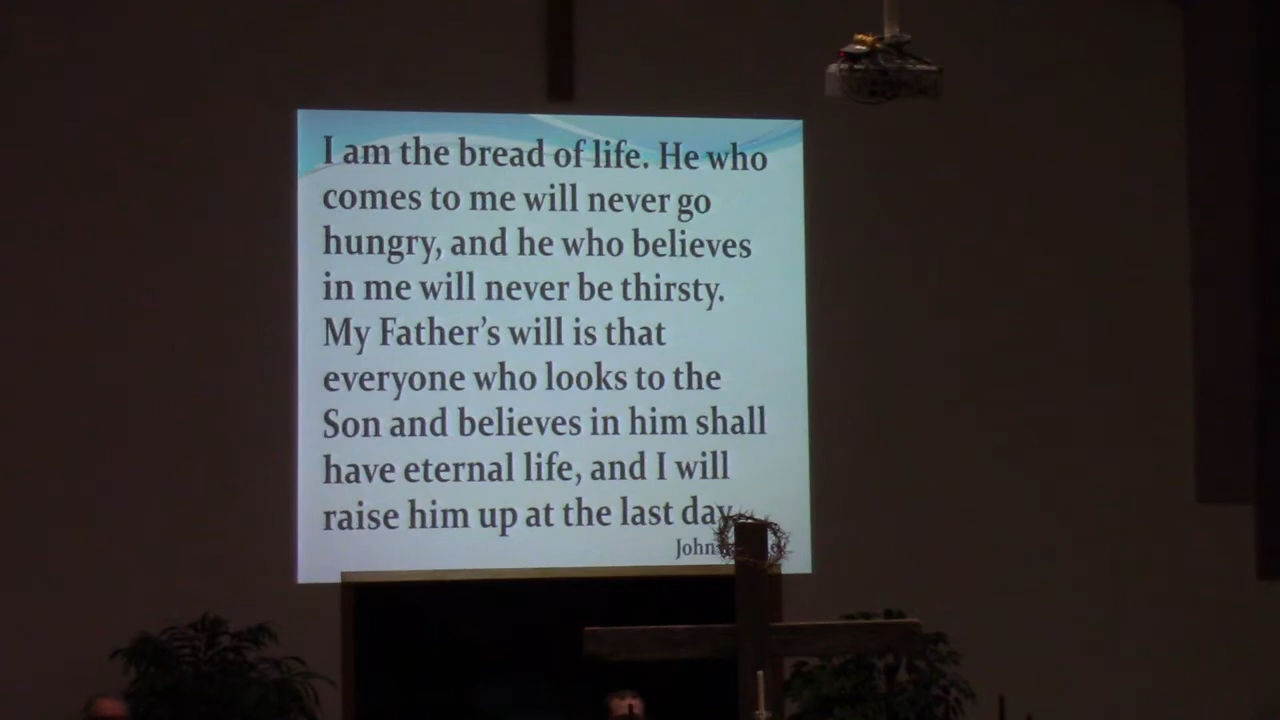 I am the bread of life. He who
comes to me will never go
hungry, and he who believes
in me will never be thirsty.
My Father’s will is that
everyone who looks to the
Son and believes in him shall
have eternal life, and I will
raise him up at the last day
John